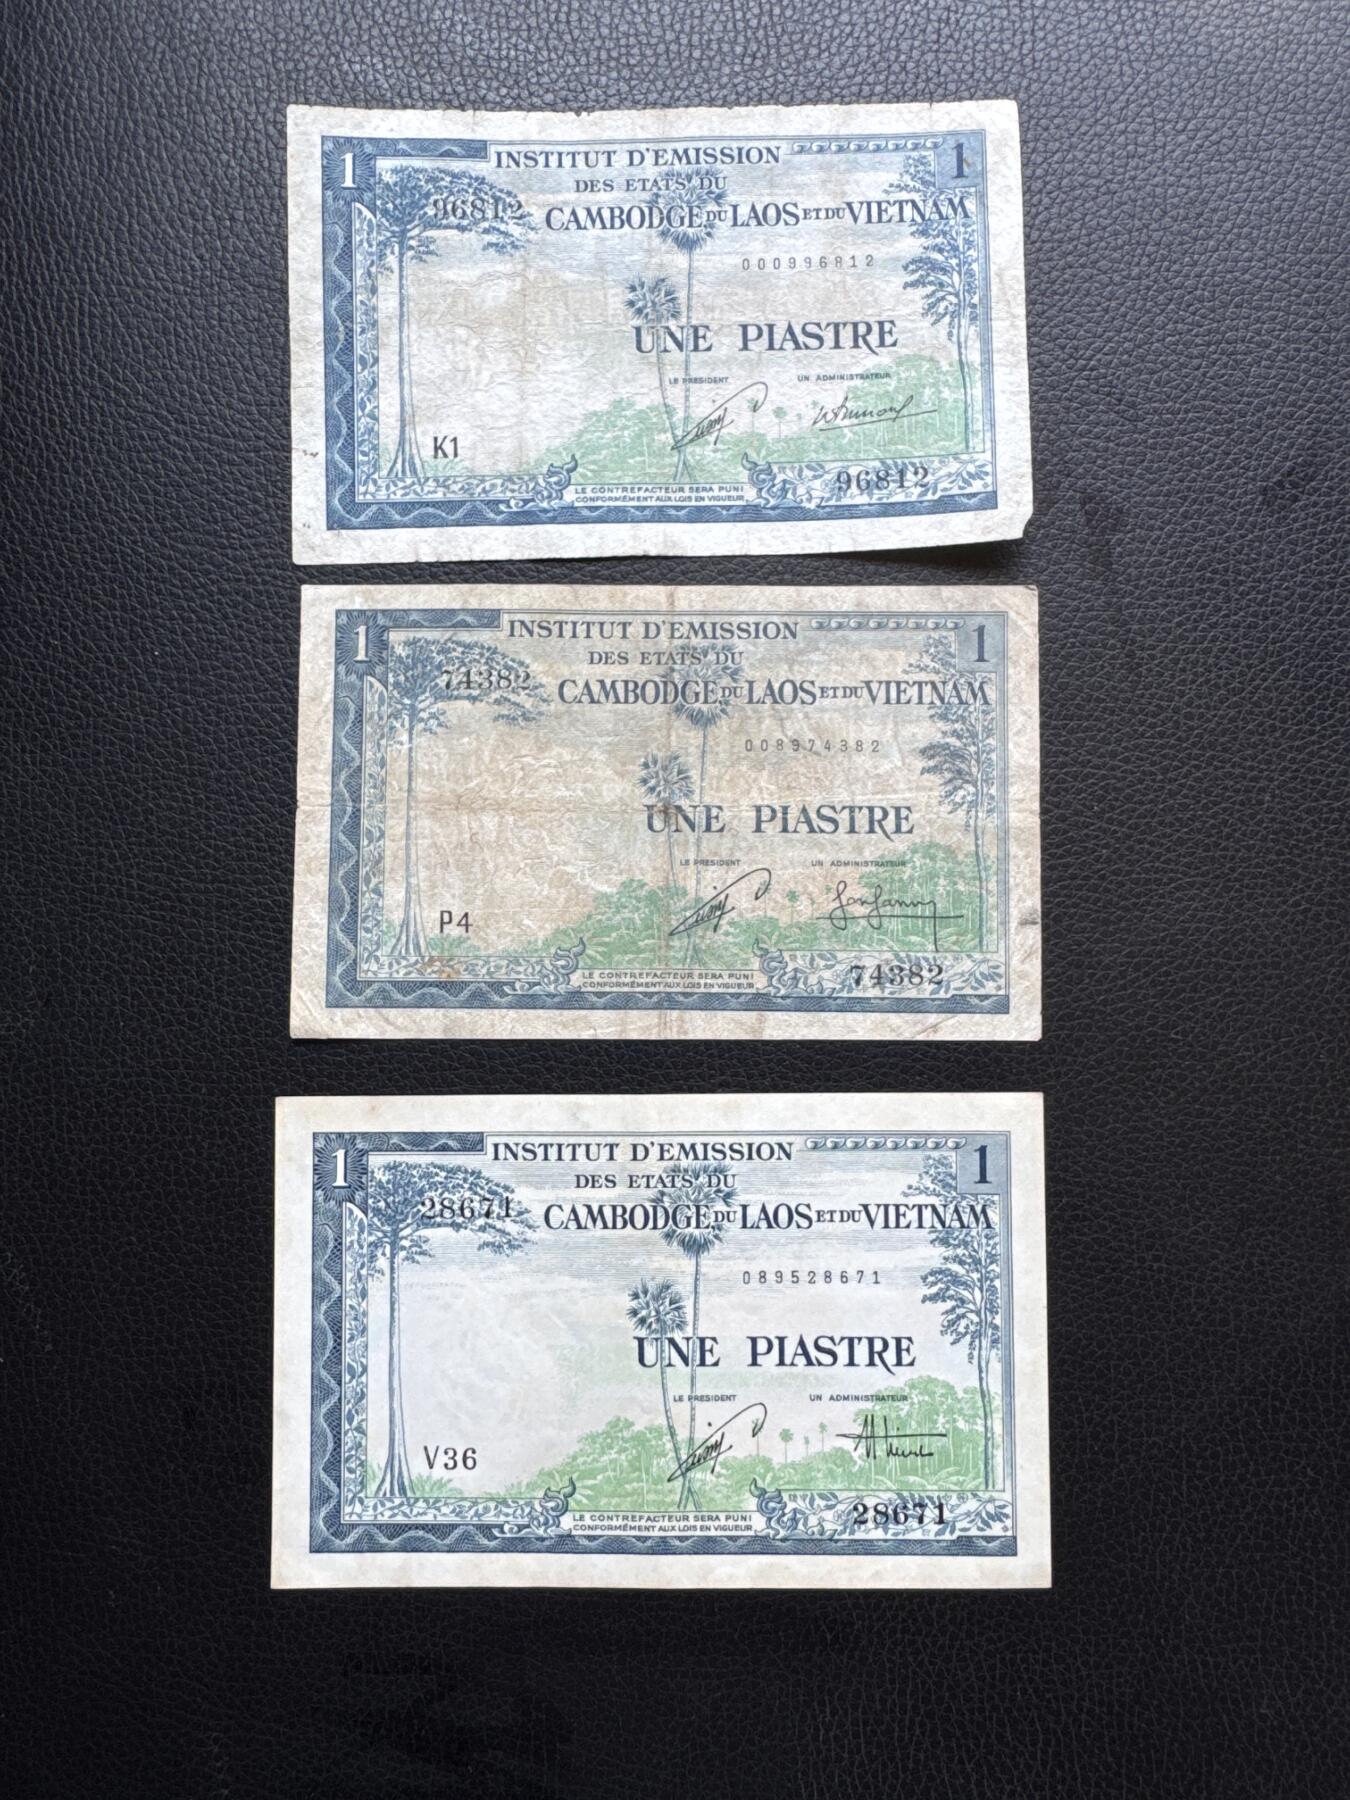 1 INSTITUT D'EMISSION 1
DES ETATS DU
96812 CAMBODGE DU LAOS ET DU VIETNAM
000996812
UNE PIASTRE
LE PRESIDENT UN ADMINISTRATEUR
K1
96812
LE CONTREFACTEUR SERA PUNI
CONFORMÉMENT AUX LOIS EN VIGUEUR
1 INSTITUT D'EMISSION 1
DES ETATS DU
74382 CAMBODGE DU LAOS ET DU VIETNAM
008974382
UNE PIASTRE
LE PRESIDENT UN ADMINISTRATEUR
P4
74382
LE CONTREFACTEUR SERA PUNI
CONFORMÉMENT AUX LOIS EN VIGUEUR
1 INSTITUT D'EMISSION 1
DES ETATS DU
28671 CAMBODGE DU LAOS ET DU VIETNAM
089528671
UNE PIASTRE
LE PRESIDENT UN ADMINISTRATEUR
V36
28671
LE CONTREFACTEUR SERA PUNI
CONFORMÉMENT AUX LOIS EN VIGUEUR